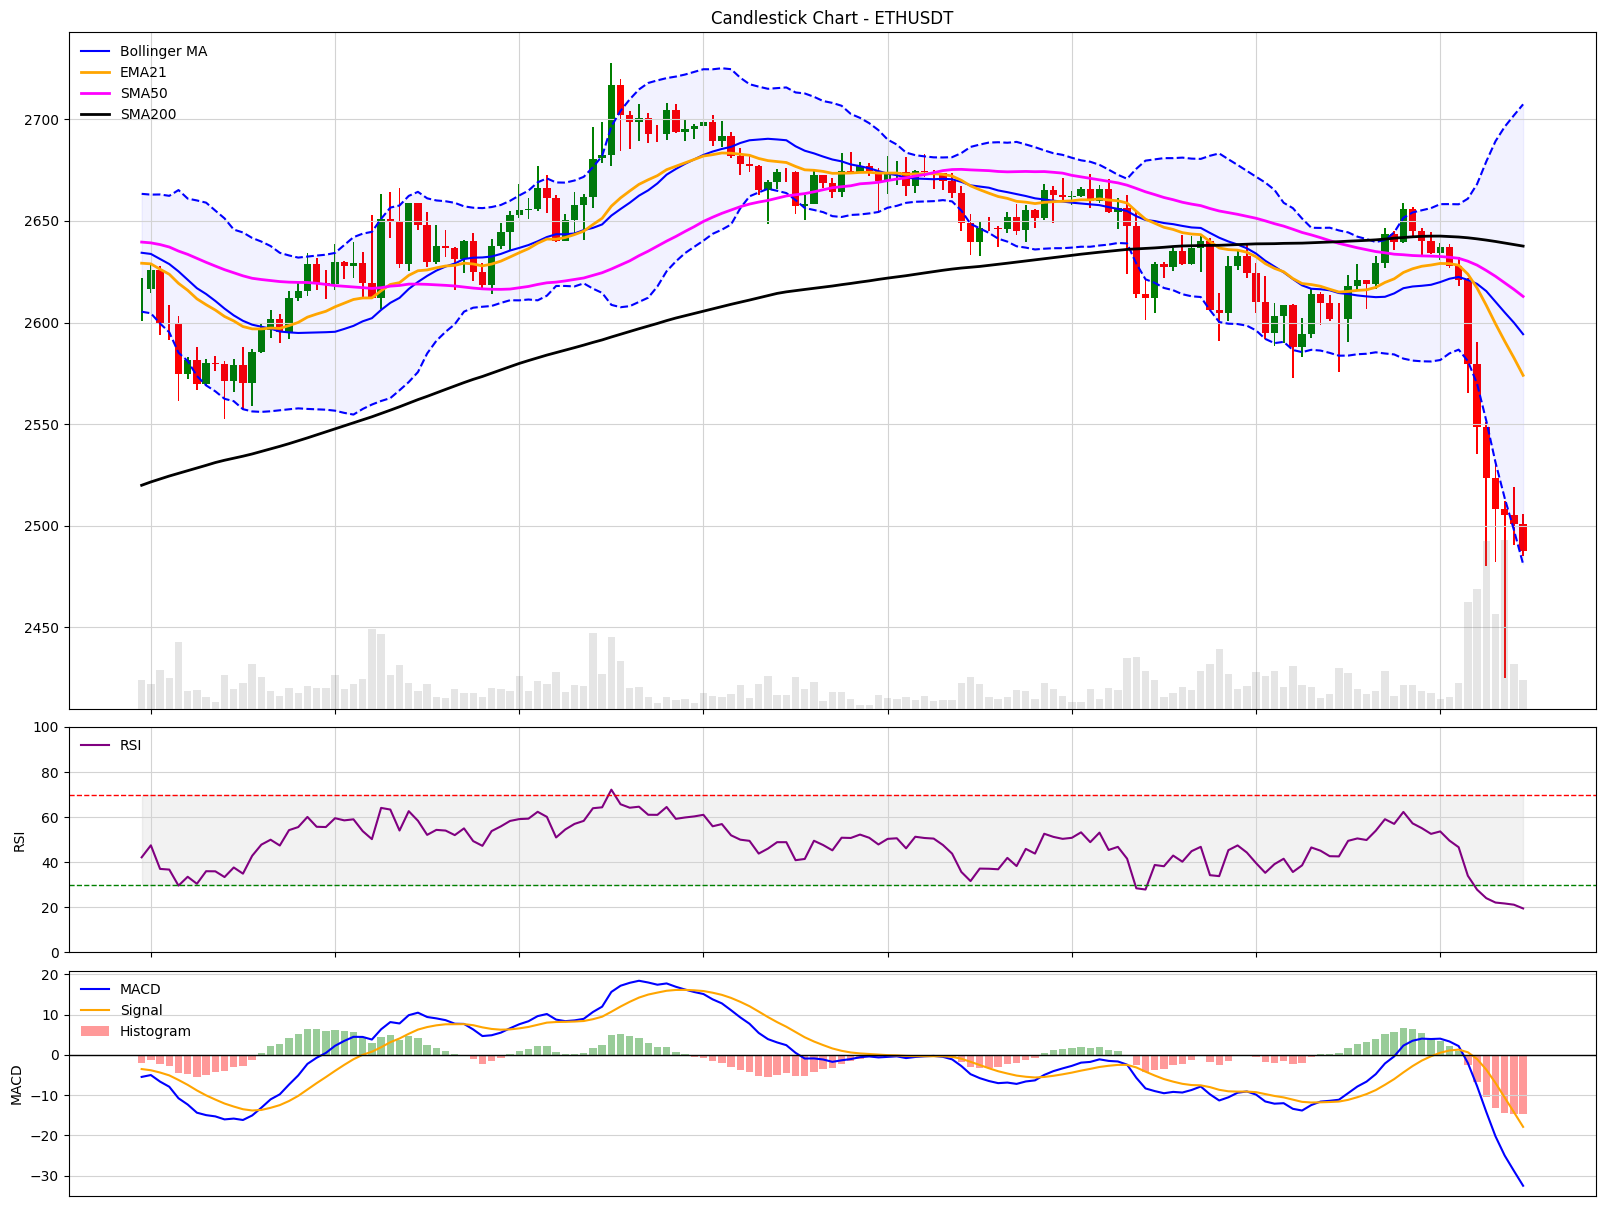 Candlestick Chart - ETHUSDT
Bollinger MA
EMA21
SMA50
SMA200
2700
2650
2600
2550
2500
2450
100
80
60
40
20
0
RSI
RSI
20
10
0
−10
−20
−30
MACD
MACD
Signal
Histogram